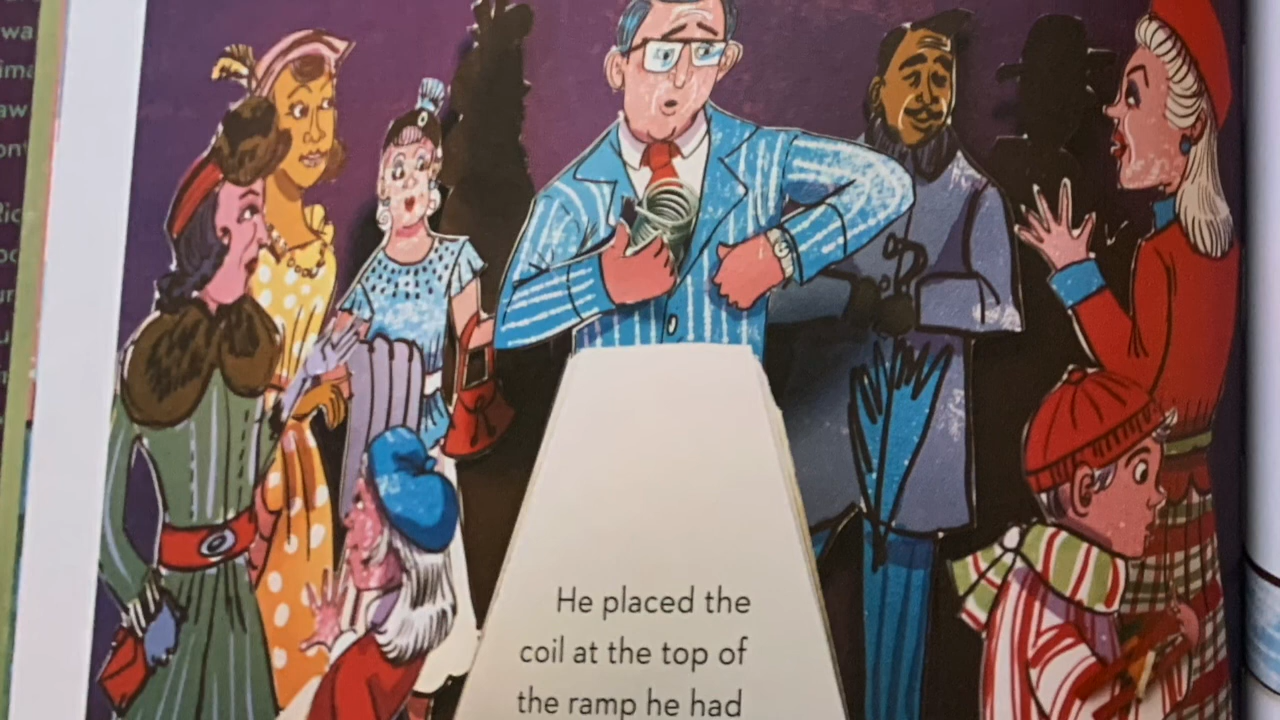 He placed the
coil at the top of
the ramp he had